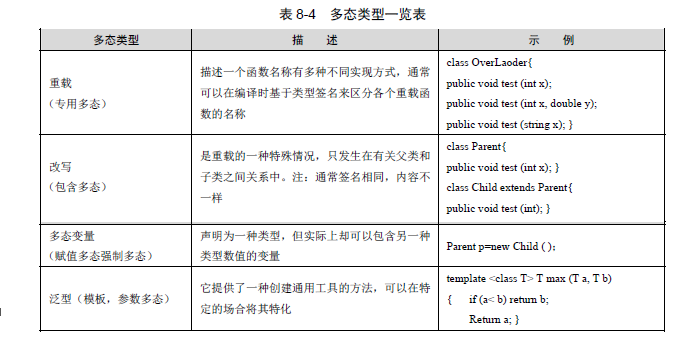 表 8-4 多态类型一览表
多态类型 描 述 示 例
重载
（专用多态）
描述一个函数名称有多种不同实现方式，通常
可以在编译时基于类型签名来区分各个重载函
数的名称
class OverLaoder{
public void test (int x);
public void test (int x, double y);
public void test (string x); }
改写
（包含多态）
是重载的一种特殊情况，只发生在有关父类和
子类之间关系中。注：通常签名相同，内容不
一样
class Parent{
public void test (int x); }
class Child extends Parent{
public void test (int); }
多态变量
（赋值多态强制多态）
声明为一种类型，但实际上却可以包含另一种
类型数值的变量
Parent p=new Child ( );
泛型（模板，参数多态）
它提供了一种创建通用工具的方法，可以在特
定的场合将其特化
template <class T> T max (T a, T b)
{ if (a< b) return b;
Return a; }